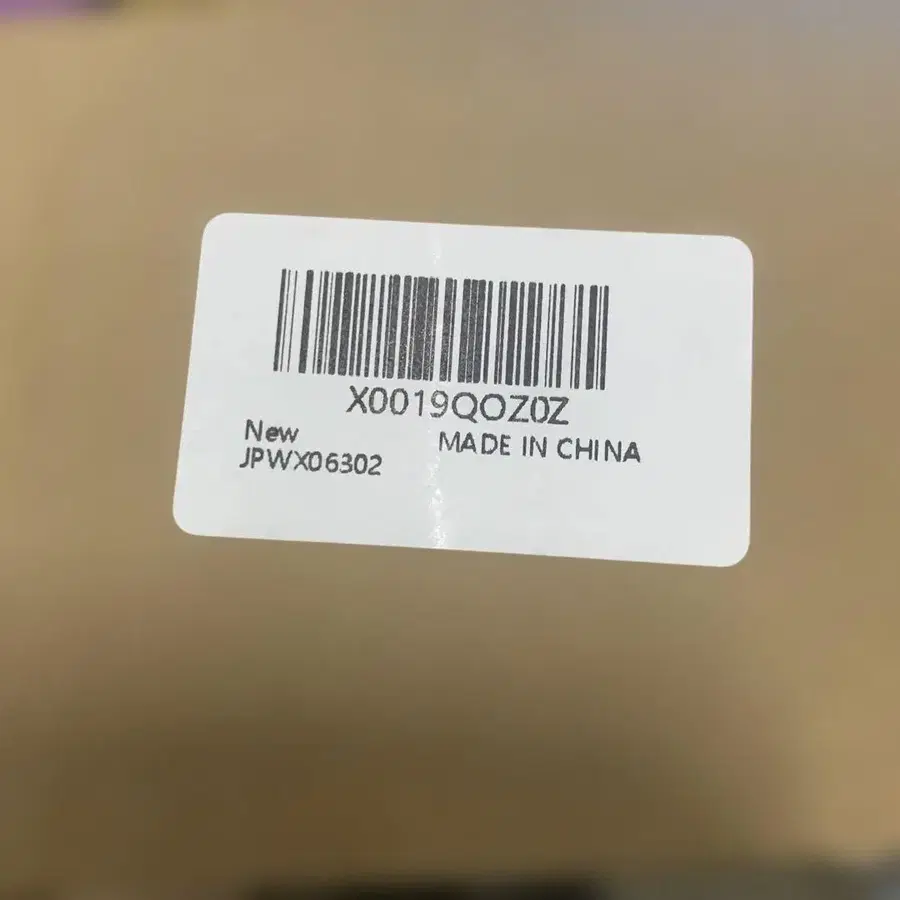 X0019QOZ0Z
New
MADE IN CHINA
JPWX06302